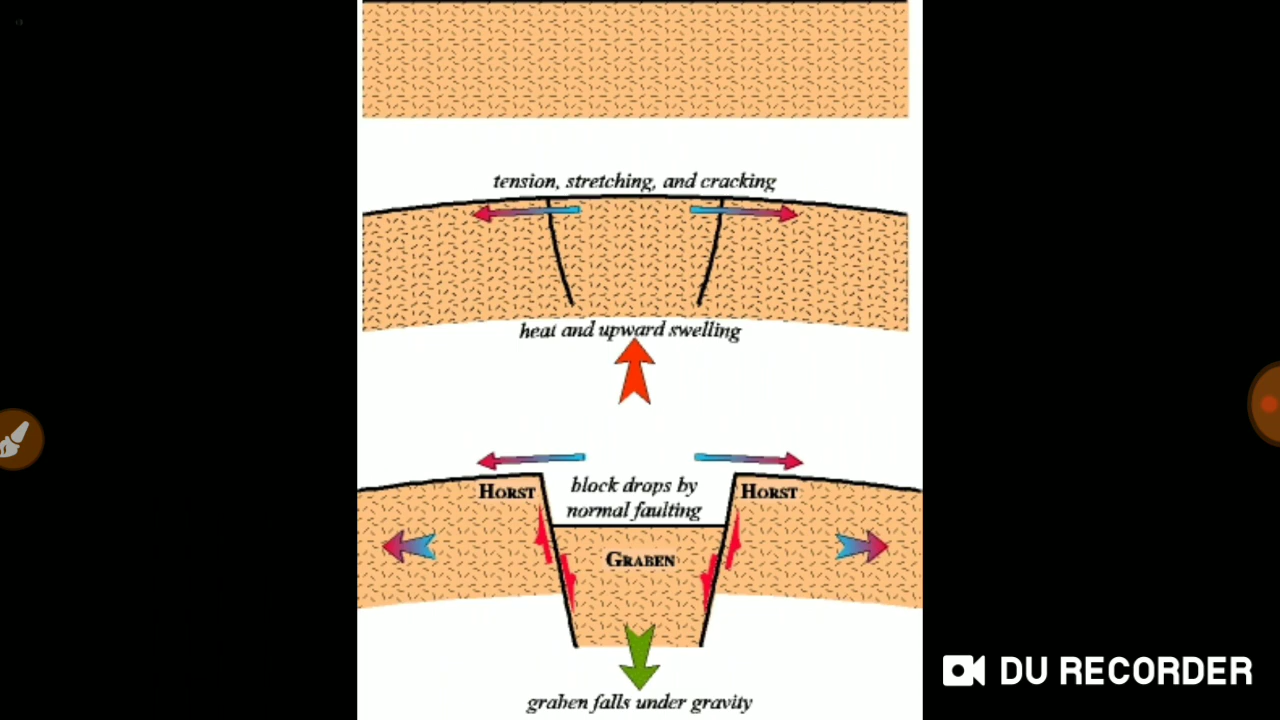 tension, stretching, and cracking
heat and upward swelling
block drops by
normal faulting
HORST
HORST
GRABEN
graben falls under gravity
DU RECORDER